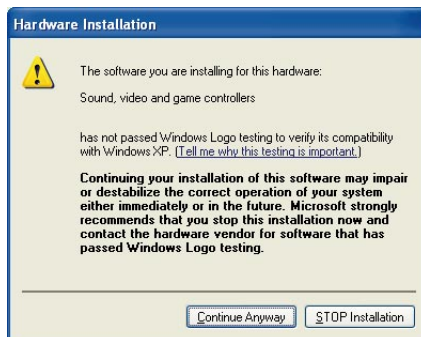 Hardware Installation
The software you are installing for this hardware:
Sound, video and game controllers
has not passed Windows Logo testing to verify its compatibility
with Windows XP. (Tell me why this testing is important.)
Continuing your installation of this software may impair
or destabilize the correct operation of your system
either immediately or in the future. Microsoft strongly
recommends that you stop this installation now and
contact the hardware vendor for software that has
passed Windows Logo testing.
Continue Anyway
STOP Installation